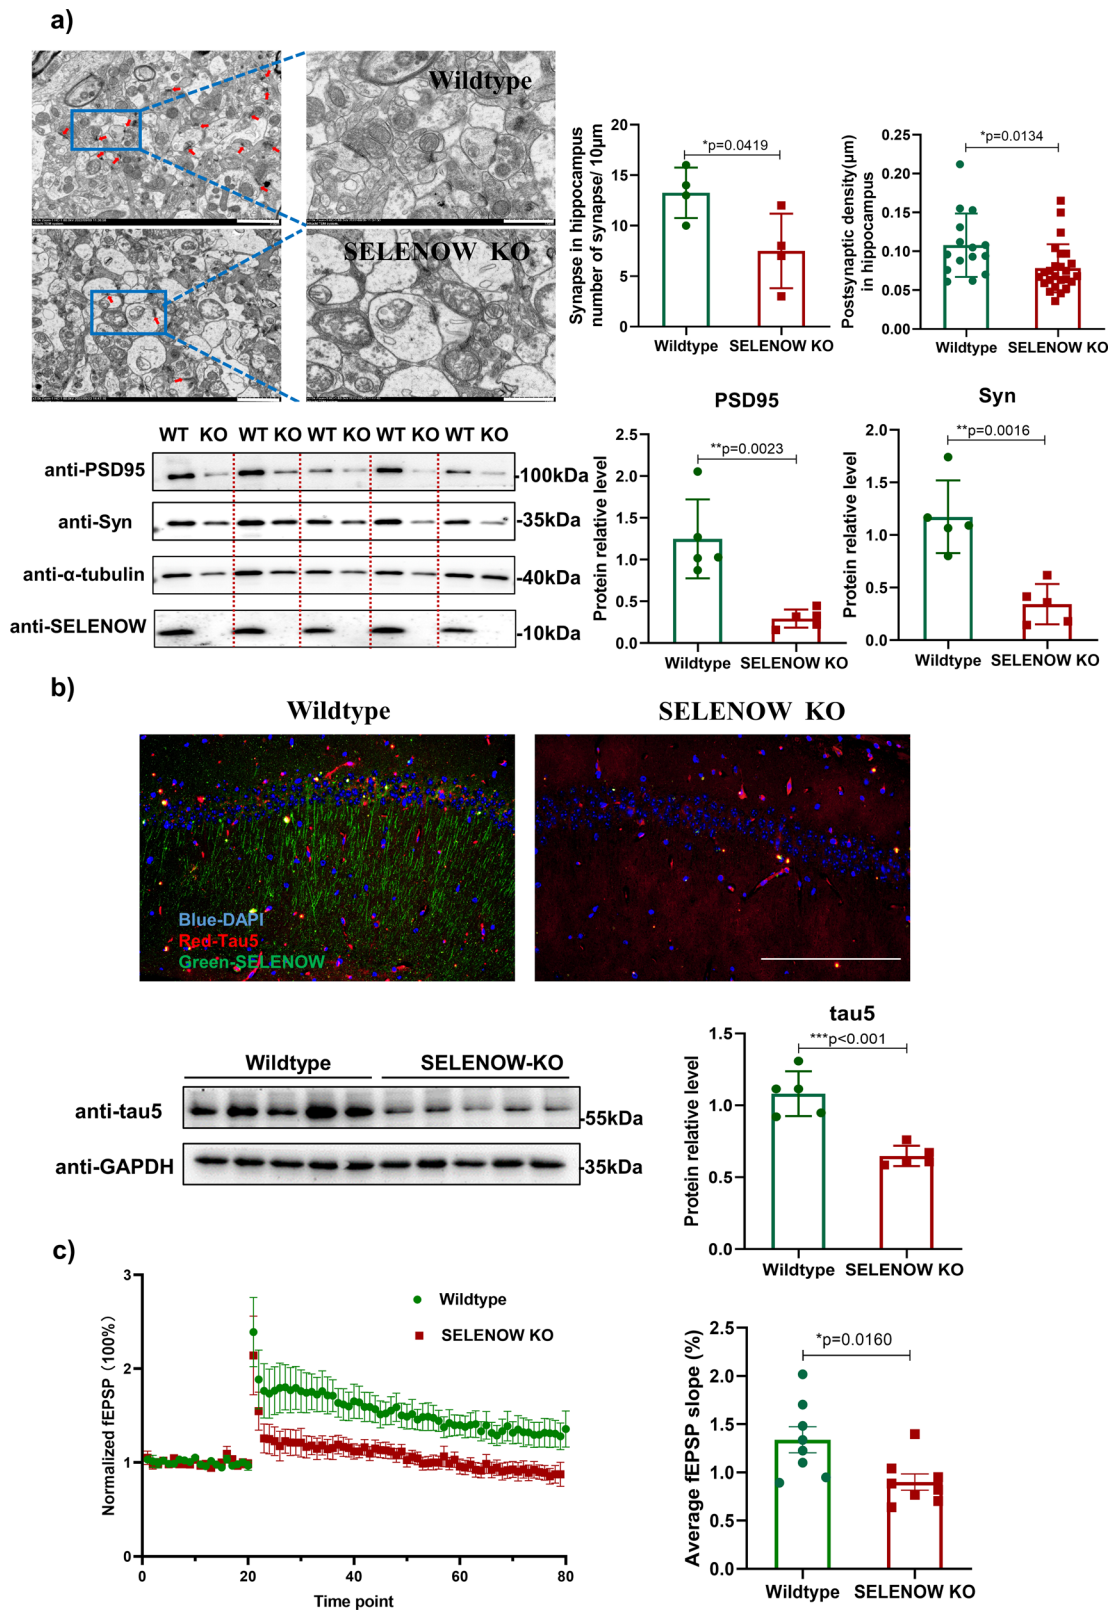 a)
Wildtype
SELENOW KO
Synapse in hippocampus
number of synapse/ 10μm
20
15
10
5
0
*p=0.0419
Wildtype SELENOW KO
Postsynaptic density(μm)
in hippocampus
0.25
0.20
0.15
0.10
0.05
0.00
*p=0.0134
Wildtype SELENOW KO
WT KO WT KO WT KO WT KO WT KO
anti-PSD95
-100kDa
anti-Syn
-35kDa
anti-α-tubulin
-40kDa
anti-SELENOW
-10kDa
PSD95
Protein relative level
2.5
2.0
1.5
1.0
0.5
0.0
**p=0.0023
Wildtype SELENOW KO
Syn
Protein relative level
2.0
1.5
1.0
0.5
0.0
**p=0.0016
Wildtype SELENOW KO
b)
Wildtype
SELENOW KO
Blue-DAPI
Red-Tau5
Green-SELENOW
Wildtype
SELENOW-KO
anti-tau5
-55kDa
anti-GAPDH
-35kDa
tau5
Protein relative level
1.5
1.0
0.5
0.0
***p<0.001
Wildtype SELENOW KO
c)
Normalized fEPSP (100%)
3
2
1
0
Wildtype
SELENOW KO
0 20 40 60 80
Time point
Average fEPSP slope (%)
2.5
2.0
1.5
1.0
0.5
0.0
*p=0.0160
Wildtype SELENOW KO